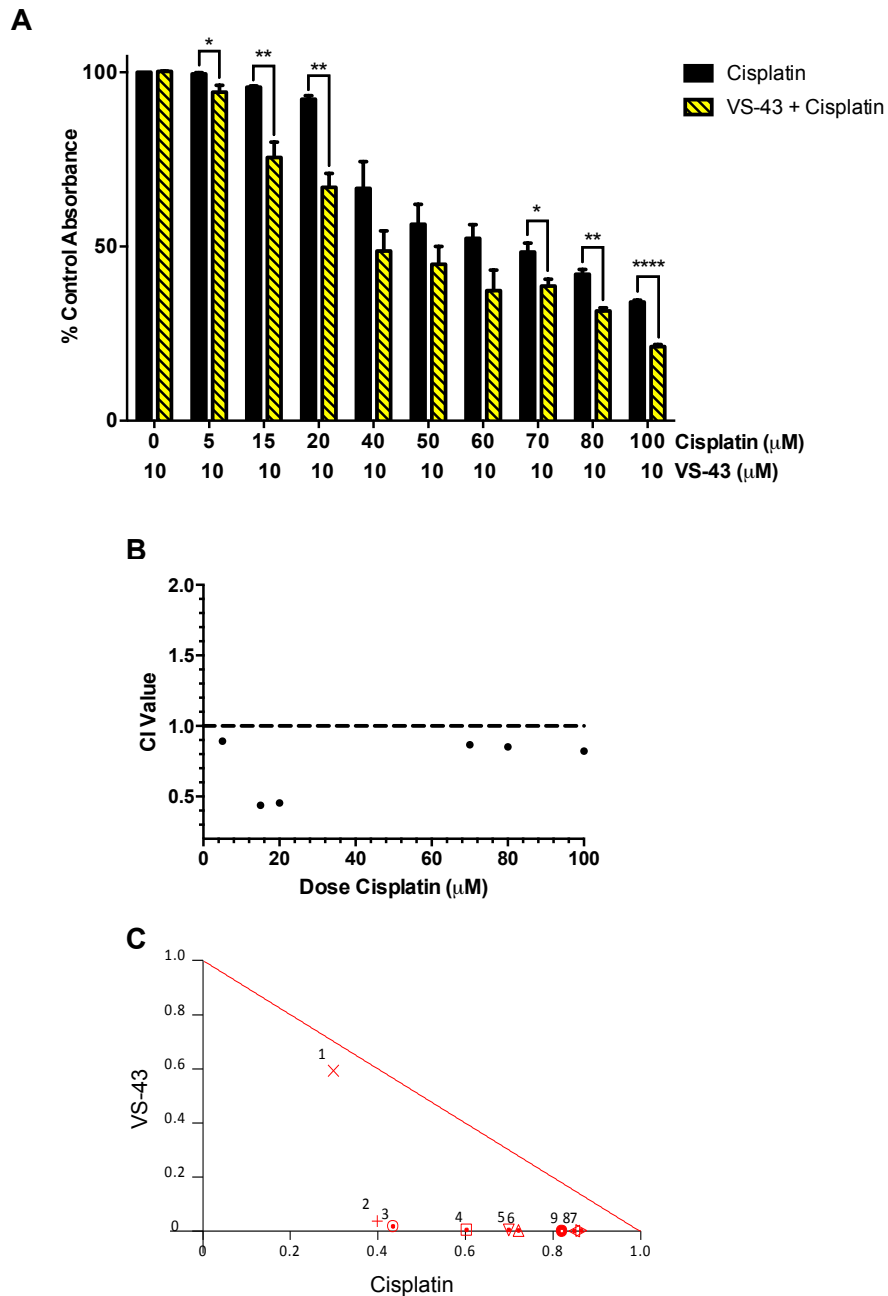 A
* ** ** * ** ****
Cisplatin
VS-43 + Cisplatin
% Control Absorbance
100
50
0
0 5 15 20 40 50 60 70 80 100 Cisplatin (μM)
10 10 10 10 10 10 10 10 10 10 VS-43 (μM)
B
2.0
1.5
1.0
0.5
CI Value
0 20 40 60 80 100
Dose Cisplatin (μM)
C
1.0
0.8
0.6
0.4
0.2
0
VS-43
1
2
3
4 5 6 9 8 7
0 0.2 0.4 0.6 0.8 1.0
Cisplatin